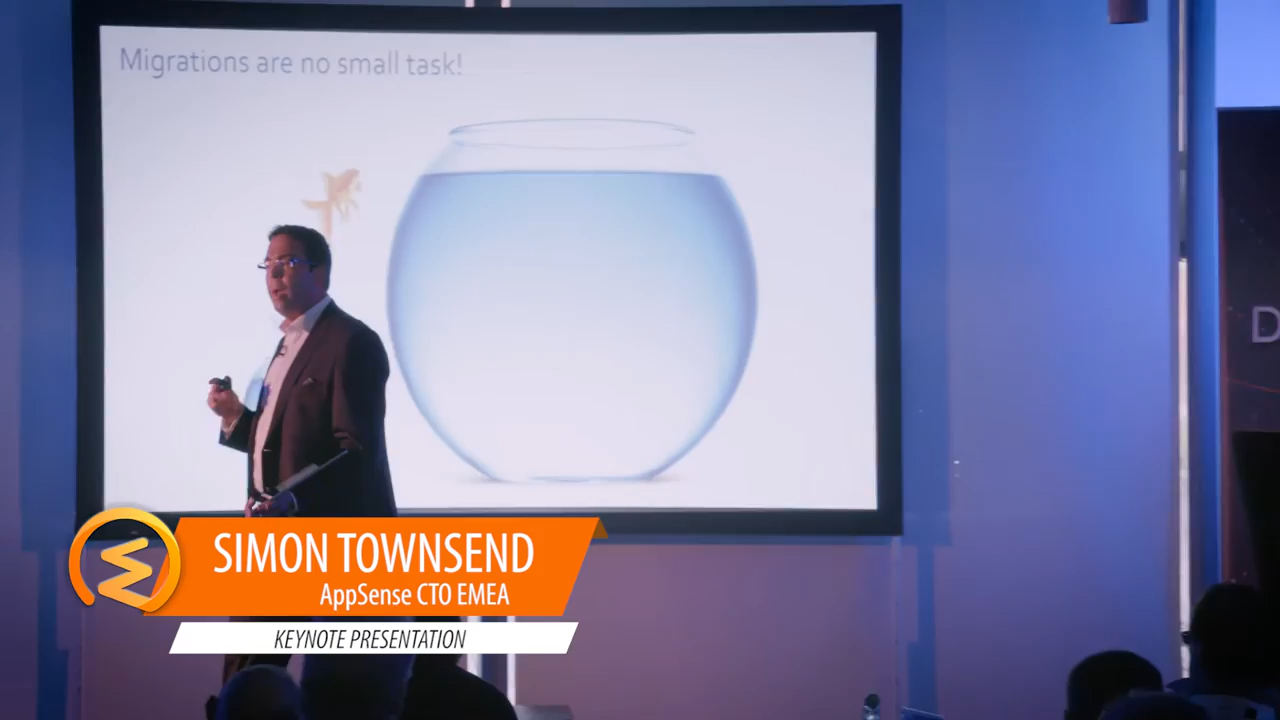 Migrations are no small task!
D
SIMON TOWNSEND
AppSense CTO EMEA
KEYNOTE PRESENTATION